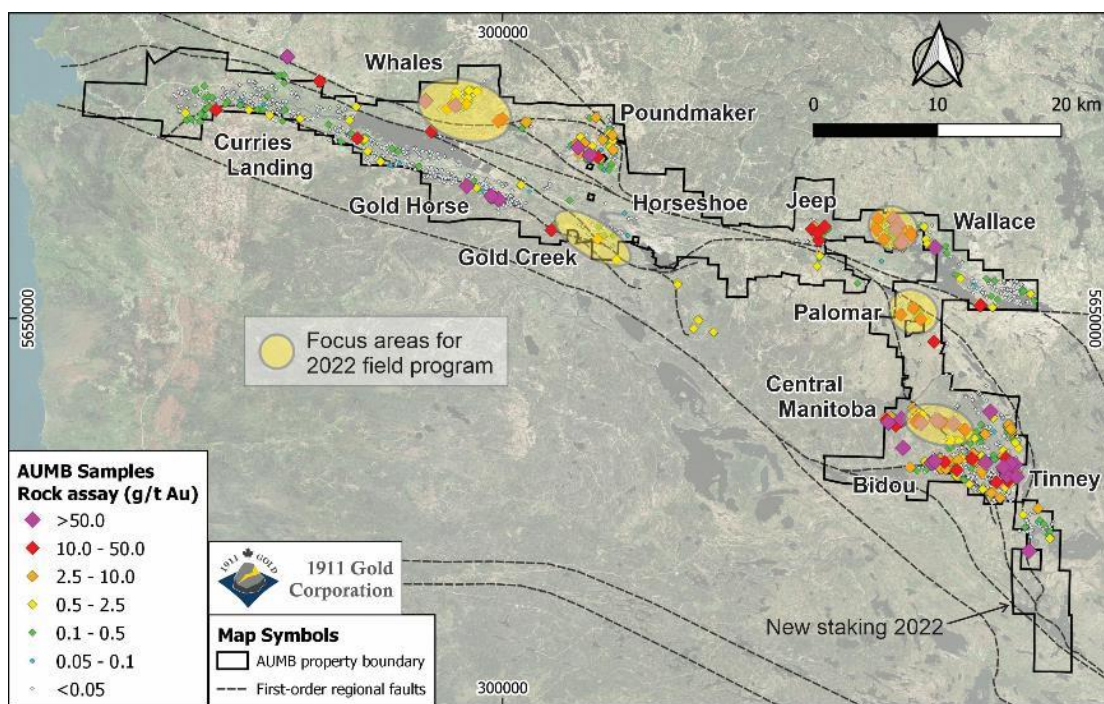 300000
Whales
Poundmaker
0 10 20 km
Curries
Landing
Gold Horse
Horseshoe
Jeep
Wallace
Gold Creek
5650000
5650000
Palomar
Focus areas for
2022 field program
Central
Manitoba
Bidou
Tinney
New staking 2022
AUMB Samples
Rock assay (g/t Au)
>50.0
10.0 - 50.0
2.5 - 10.0
0.5 - 2.5
0.1 - 0.5
0.05 - 0.1
<0.05
1911 GOLD
1911 Gold
Corporation
Map Symbols
AUMB property boundary
First-order regional faults
300000